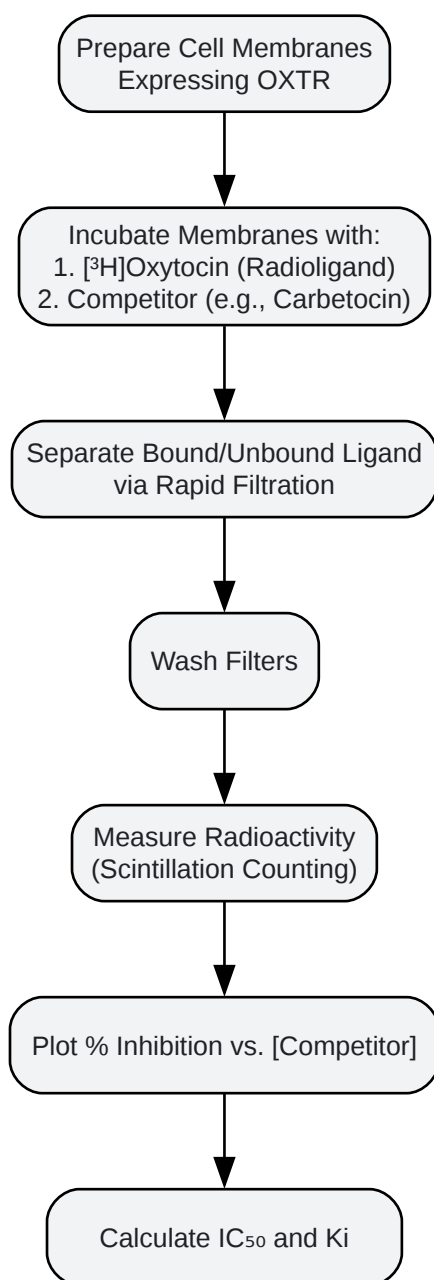 Prepare Cell Membranes
Expressing OXTR
Incubate Membranes with:
1. [³H]Oxytocin (Radioligand)
2. Competitor (e.g., Carbetocin)
Separate Bound/Unbound Ligand
via Rapid Filtration
Wash Filters
Measure Radioactivity
(Scintillation Counting)
Plot % Inhibition vs. [Competitor]
Calculate IC₅₀ and Ki